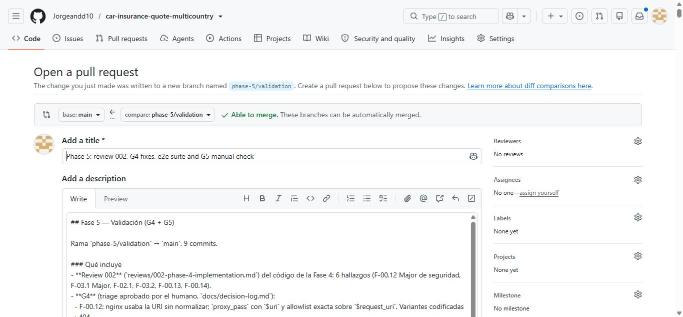 Jorgeandd10 / car-insurance-quote-multicountry
Type / to search
Code Issues Pull requests Agents Actions Projects Wiki Security and quality Insights Settings
Open a pull request
The change you just made was written to a new branch named phase-5/validation. Create a pull request below to propose these changes. Learn more about diff comparisons here.
base: main compare: phase-5/validation Able to merge. These branches can be automatically merged.
Add a title *
Phase 5: review 002, G4 fixes, e2e suite and G5 manual check
Add a description
Write Preview
## Fase 5 — Validación (G4 + G5)
Rama `phase-5/validation` → `main`, 9 commits.
### Qué incluye
- **Review 002** (`reviews/002-phase-4-implementation.md`) del código de la Fase 4: 6 hallazgos (F-00.12 Major de seguridad,
F-03.1 Major, F-02.1, F-03.2, F-00.13, F-00.14).
- **G4** (triage aprobado por el humano, `docs/decision-log.md`):
- F-00.12: nginx usaba la URI sin normalizar; `proxy_pass` con `$uri` y allowlist exacta sobre `$request_uri`. Variantes codificadas
→ 404.
Reviewers
No reviews
Assignees
No one—assign yourself
Labels
None yet
Projects
None yet
Milestone
No milestone